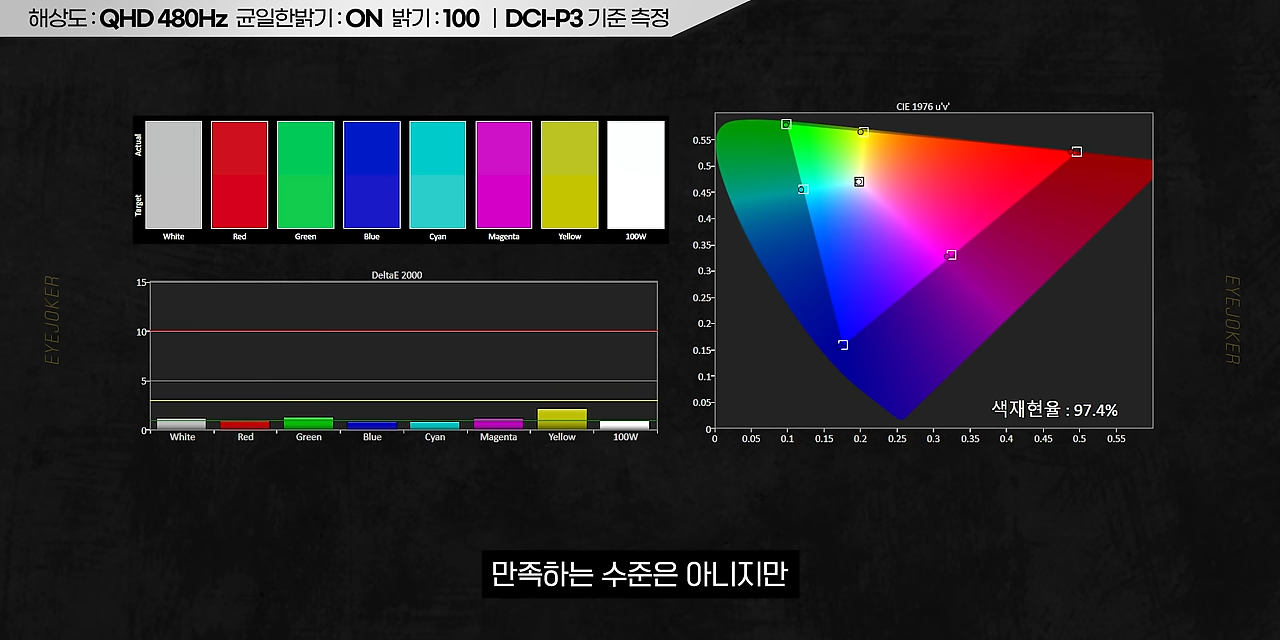 해상도 : QHD 480Hz 균일한밝기 : ON 밝기 : 100 | DCI-P3 기준 측정
Actual
Target
White Red Green Blue Cyan Magenta Yellow 100W
DeltaE 2000
15
10
5
0
White Red Green Blue Cyan Magenta Yellow 100W
CIE 1976 u'v'
0.55
0.5
0.45
0.4
0.35
0.3
0.25
0.2
0.15
0.1
0.05
0
0 0.05 0.1 0.15 0.2 0.25 0.3 0.35 0.4 0.45 0.5 0.55
색재현율 : 97.4%
EYEJOKER
EYEJOKER
만족하는 수준은 아니지만